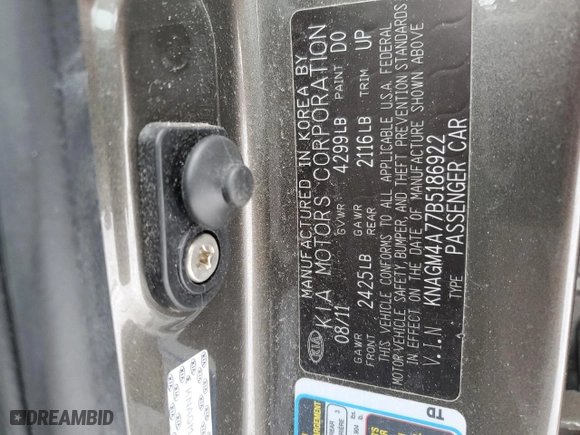 MANUFACTURED IN KOREA BY
KIA KIA MOTORS CORPORATION
08/11 GVWR 4299LB PAINT D0
GAWR FRONT 2425LB GAWR REAR 2116LB TRIM UP
THIS VEHICLE CONFORMS TO ALL APPLICABLE U.S.A. FEDERAL
MOTOR VEHICLE SAFETY, BUMPER, AND THEFT PREVENTION STANDARDS
IN EFFECT ON THE DATE OF MANUFACTURE SHOWN ABOVE
V.I.N KNAGM4A77B5186922
TYPE PASSENGER CAR
DREAMBID